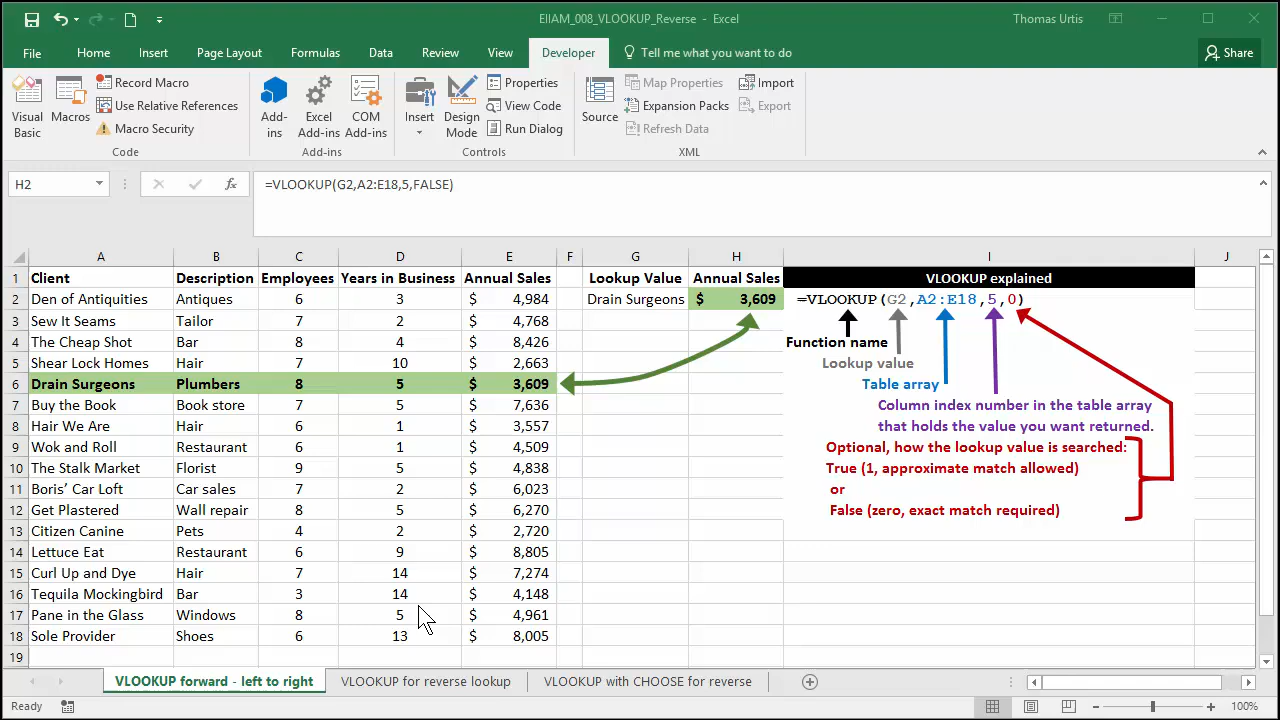 EIIAM_008_VLOOKUP_Reverse - Excel
Thomas Urtis
File Home Insert Page Layout Formulas Data Review View Developer Tell me what you want to do Share
Visual Basic
Macros
Record Macro
Use Relative References
Macro Security
Code
Add-ins
Excel Add-ins
COM Add-ins
Add-ins
Insert
Design Mode
Properties
View Code
Run Dialog
Controls
Source
Map Properties
Expansion Packs
Refresh Data
Import
Export
XML
H2 fx =VLOOKUP(G2,A2:E18,5,FALSE)
A B C D E F G H I J
1 Client Description Employees Years in Business Annual Sales Lookup Value Annual Sales VLOOKUP explained
2 Den of Antiquities Antiques 6 3 $ 4,984 Drain Surgeons $ 3,609 =VLOOKUP(G2,A2:E18,5,0)
3 Sew It Seams Tailor 7 2 $ 4,768
4 The Cheap Shot Bar 8 4 $ 8,426 Function name
5 Shear Lock Homes Hair 7 10 $ 2,663 Lookup value
6 Drain Surgeons Plumbers 8 5 $ 3,609 Table array
7 Buy the Book Book store 7 5 $ 7,636 Column index number in the table array
8 Hair We Are Hair 6 1 $ 3,557 that holds the value you want returned.
9 Wok and Roll Restaurant 6 1 $ 4,509 Optional, how the lookup value is searched:
10 The Stalk Market Florist 9 5 $ 4,838 True (1, approximate match allowed)
11 Boris’ Car Loft Car sales 7 2 $ 6,023 or
12 Get Plastered Wall repair 8 5 $ 6,270 False (zero, exact match required)
13 Citizen Canine Pets 4 2 $ 2,720
14 Lettuce Eat Restaurant 6 9 $ 8,805
15 Curl Up and Dye Hair 7 14 $ 7,274
16 Tequila Mockingbird Bar 3 14 $ 4,148
17 Pane in the Glass Windows 8 5 $ 4,961
18 Sole Provider Shoes 6 13 $ 8,005
19
VLOOKUP forward - left to right VLOOKUP for reverse lookup VLOOKUP with CHOOSE for reverse
Ready 100%